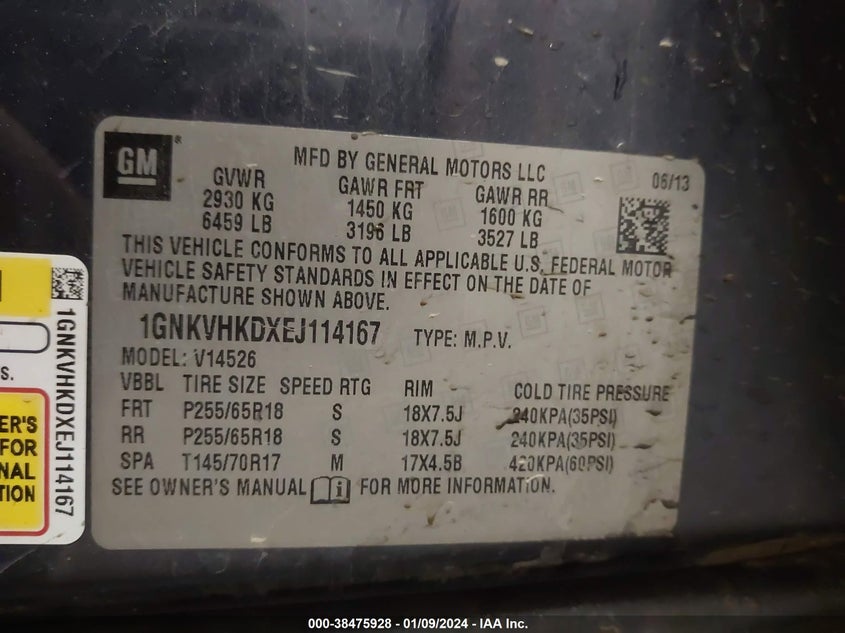 GM
MFD BY GENERAL MOTORS LLC
06/13
GVWR GAWR FRT GAWR RR
2930 KG 1450 KG 1600 KG
6459 LB 3196 LB 3527 LB
THIS VEHICLE CONFORMS TO ALL APPLICABLE U.S. FEDERAL MOTOR
VEHICLE SAFETY STANDARDS IN EFFECT ON THE DATE OF
MANUFACTURE SHOWN ABOVE.
1GNKVHKDXEJ114167 TYPE: M.P.V.
MODEL: V14526
VBBL TIRE SIZE SPEED RTG RIM COLD TIRE PRESSURE
FRT P255/65R18 S 18X7.5J 240KPA(35PSI)
RR P255/65R18 S 18X7.5J 240KPA(35PSI)
SPA T145/70R17 M 17X4.5B 420KPA(60PSI)
SEE OWNER'S MANUAL FOR MORE INFORMATION.
1GNKVHKDXEJ114167
S.
ER'S
FOR
NAL
TION
000-38475928 - 01/09/2024 - IAA Inc.